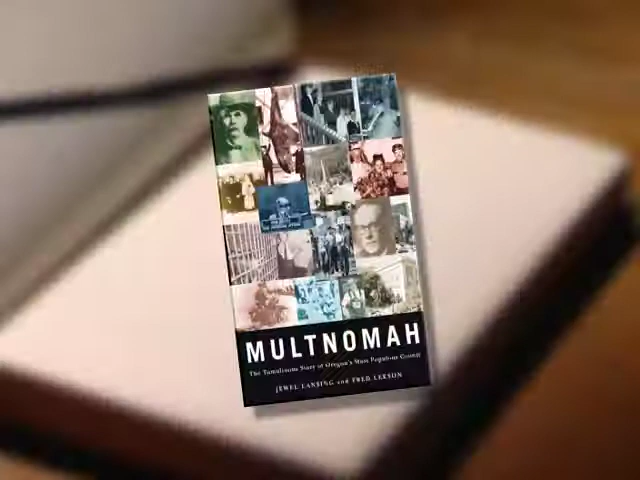 MULTNOMAH
The Tumultuous Story of Oregon's Most Populous County
JEWEL LANSING and FRED LEESON